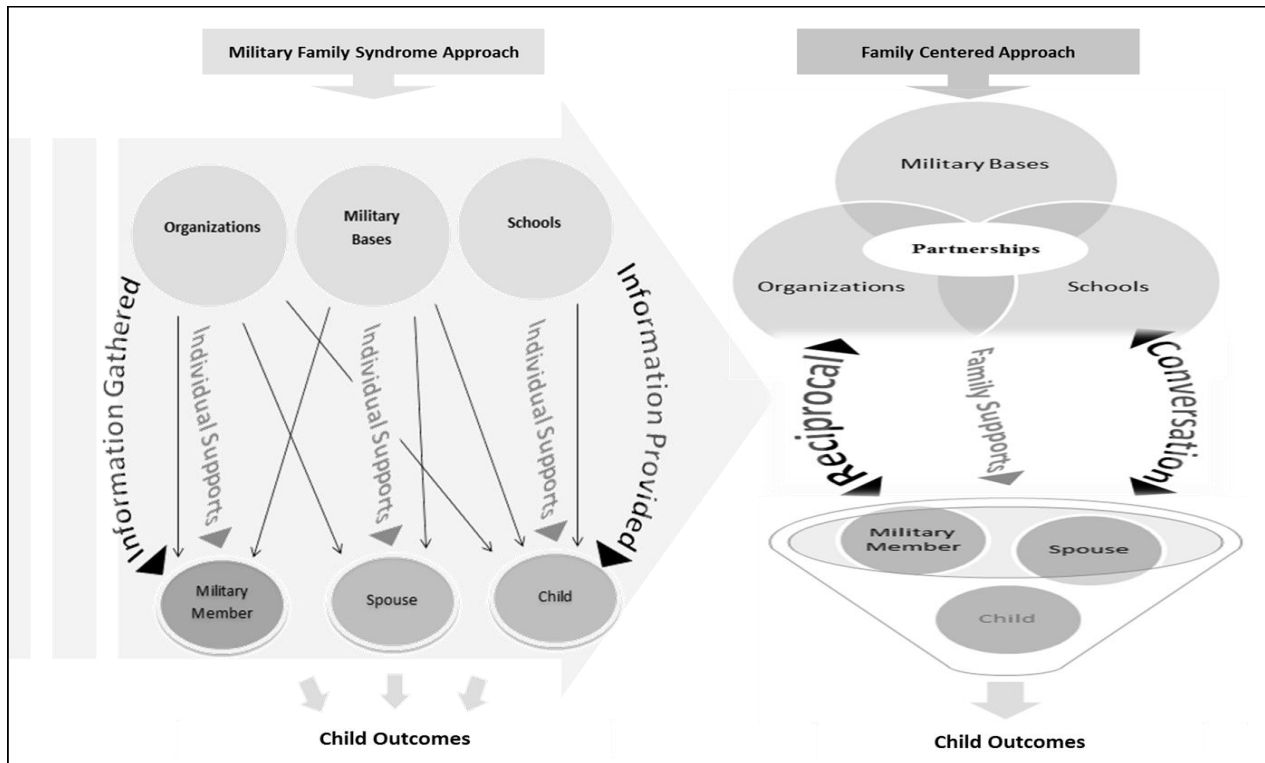 Military Family Syndrome Approach
Organizations
Military
Bases
Schools
Information Gathered
Individual Supports
Individual Supports
Individual Supports
Information Provided
Military
Member
Spouse
Child
Child Outcomes
Family Centered Approach
Military Bases
Partnerships
Organizations
Schools
Reciprocal
Family Supports
Conversation
Military
Member
Spouse
Child
Child Outcomes